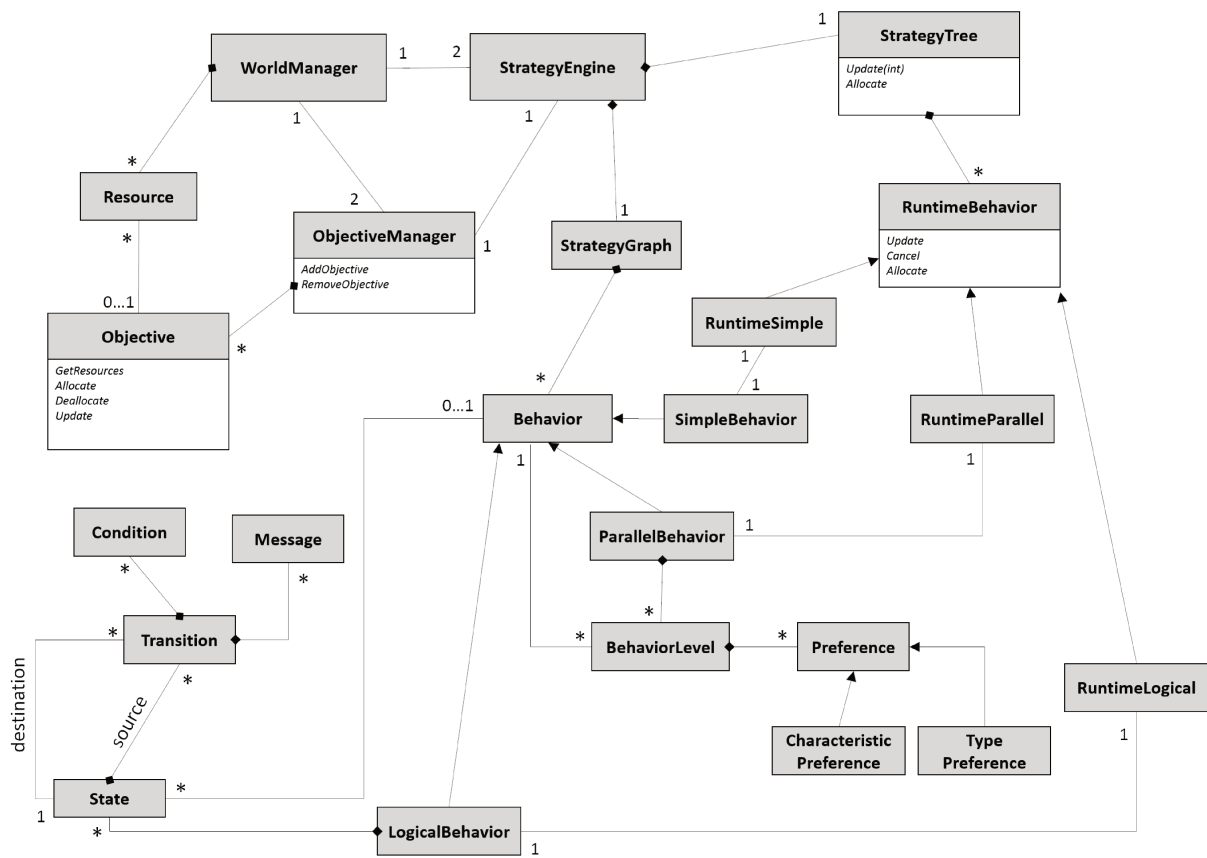 1
StrategyTree
Update(int)
Allocate
WorldManager
1
2
StrategyEngine
1
1
*
*
Resource
*
2
ObjectiveManager
AddObjective
RemoveObjective
1
1
StrategyGraph
RuntimeBehavior
Update
Cancel
Allocate
0...1
Objective
GetResources
Allocate
Deallocate
Update
*
RuntimeSimple
1
1
*
0...1
Behavior
SimpleBehavior
RuntimeParallel
1
1
Condition
*
Message
*
ParallelBehavior
1
*
*
Transition
*
*
BehaviorLevel
*
Preference
destination
source
RuntimeLogical
1
Characteristic
Preference
Type
Preference
State
*
1
*
LogicalBehavior
1